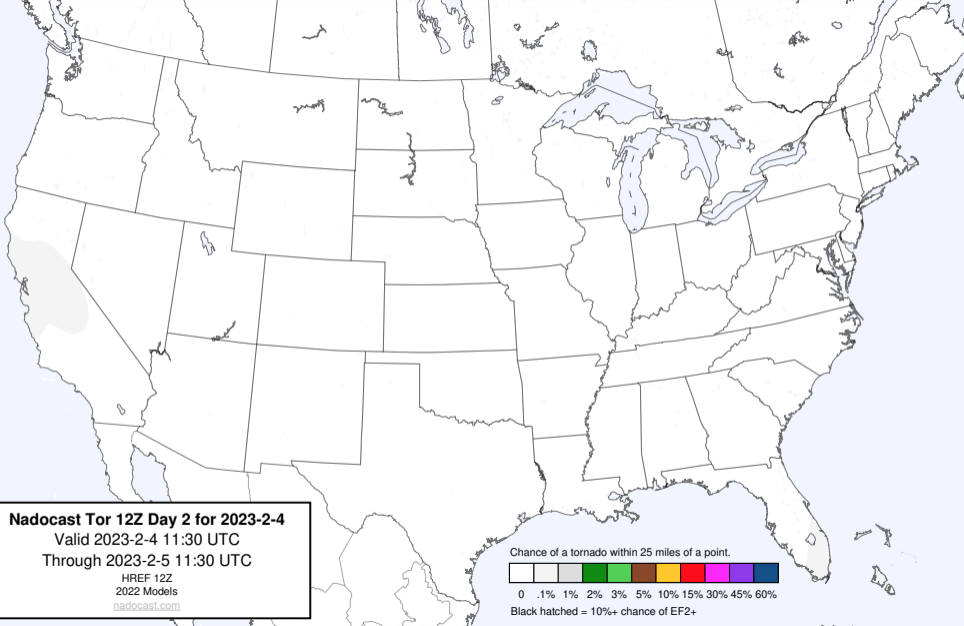 Nadocast Tor 12Z Day 2 for 2023-2-4
Valid 2023-2-4 11:30 UTC
Through 2023-2-5 11:30 UTC
HREF 12Z
2022 Models
nadocast.com
Chance of a tornado within 25 miles of a point.
0 .1% 1% 2% 3% 5% 10% 15% 30% 45% 60%
Black hatched = 10%+ chance of EF2+